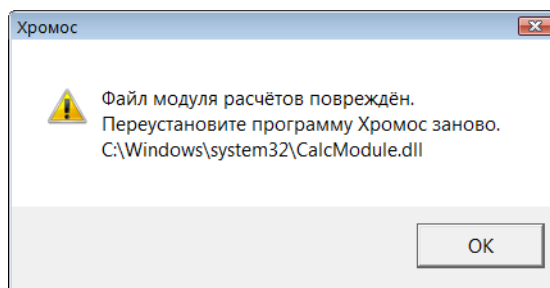 Хромос
Файл модуля расчётов повреждён.
Переустановите программу Хромос заново.
C:\Windows\system32\CalcModule.dll
OK